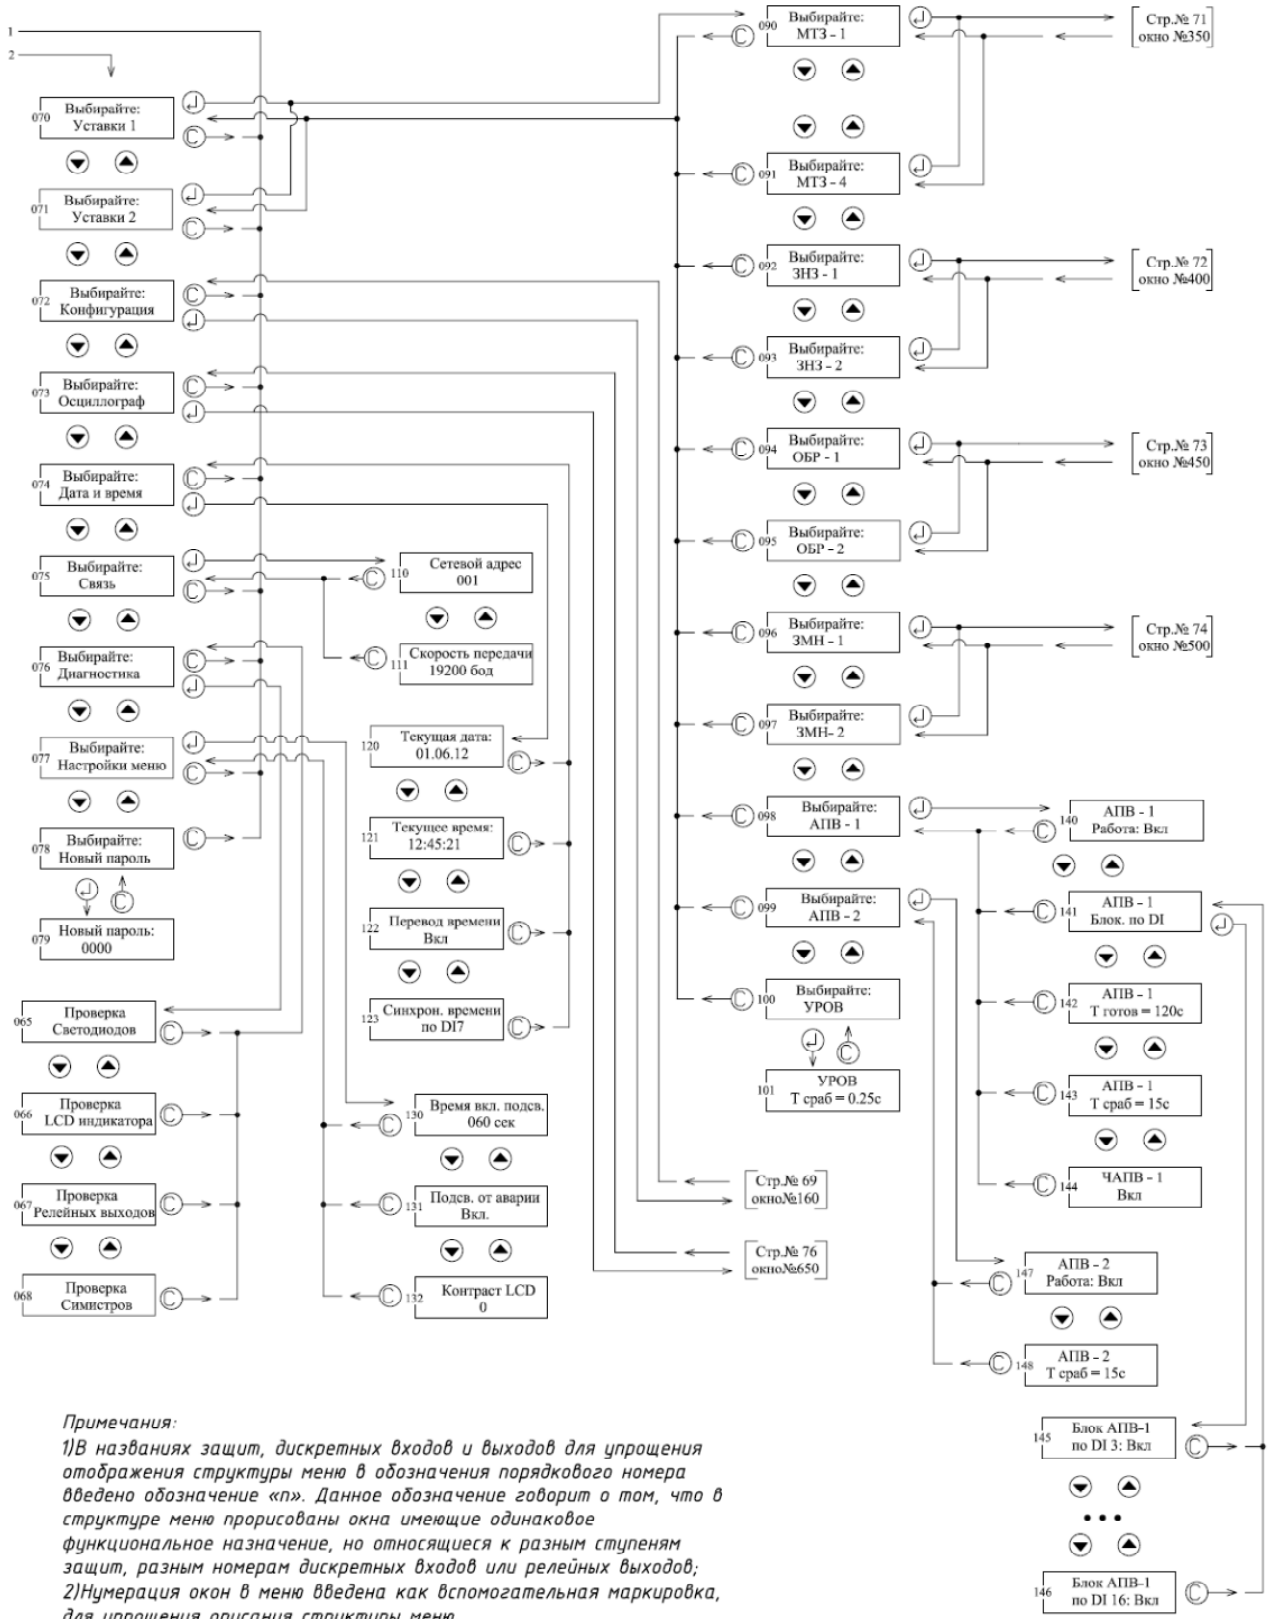 1
2
070
Выбирайте:
Уставки 1
071
Выбирайте:
Уставки 2
072
Выбирайте:
Конфигурация
073
Выбирайте:
Осциллограф
074
Выбирайте:
Дата и время
075
Выбирайте:
Связь
076
Выбирайте:
Диагностика
077
Выбирайте:
Настройки меню
078
Выбирайте:
Новый пароль
079
Новый пароль:
0000
065
Проверка
Светодиодов
066
Проверка
LCD индикатора
067
Проверка
Релейных выходов
068
Проверка
Симистров
110
Сетевой адрес
001
111
Скорость передачи
19200 бод
120
Текущая дата:
01.06.12
121
Текущее время:
12:45:21
122
Перевод времени
Вкл
123
Синхрон. времени
по DI7
130
Время вкл. подсв.
060 сек
131
Подсв. от аварии
Вкл.
132
Контраст LCD
0
090
Выбирайте:
МТЗ - 1
091
Выбирайте:
МТЗ - 4
092
Выбирайте:
ЗНЗ - 1
093
Выбирайте:
ЗНЗ - 2
094
Выбирайте:
ОБР - 1
095
Выбирайте:
ОБР - 2
096
Выбирайте:
ЗМН - 1
097
Выбирайте:
ЗМН- 2
098
Выбирайте:
АПВ - 1
099
Выбирайте:
АПВ - 2
100
Выбирайте:
УРОВ
101
УРОВ
Т сраб = 0.25с
Стр.№ 69
окно№160
Стр.№ 76
окно№650
Стр.№ 71
окно №350
Стр.№ 72
окно №400
Стр.№ 73
окно №450
Стр.№ 74
окно №500
140
АПВ - 1
Работа: Вкл
141
АПВ - 1
Блок. по DI
142
АПВ - 1
Т готов = 120с
143
АПВ - 1
Т сраб = 15с
144
ЧАПВ - 1
Вкл
147
АПВ - 2
Работа: Вкл
148
АПВ - 2
Т сраб = 15с
145
Блок АПВ-1
по DI 3: Вкл
146
Блок АПВ-1
по DI 16: Вкл
Примечания:
1)В названиях защит, дискретных входов и выходов для упрощения
отображения структуры меню в обозначения порядкового номера
введено обозначение «n». Данное обозначение говорит о том, что в
структуре меню прорисованы окна имеющие одинаковое
функциональное назначение, но относящиеся к разным ступеням
защит, разным номерам дискретных входов или релейных выходов;
2)Нумерация окон в меню введена как вспомогательная маркировка,
для упрощения описания структуры меню